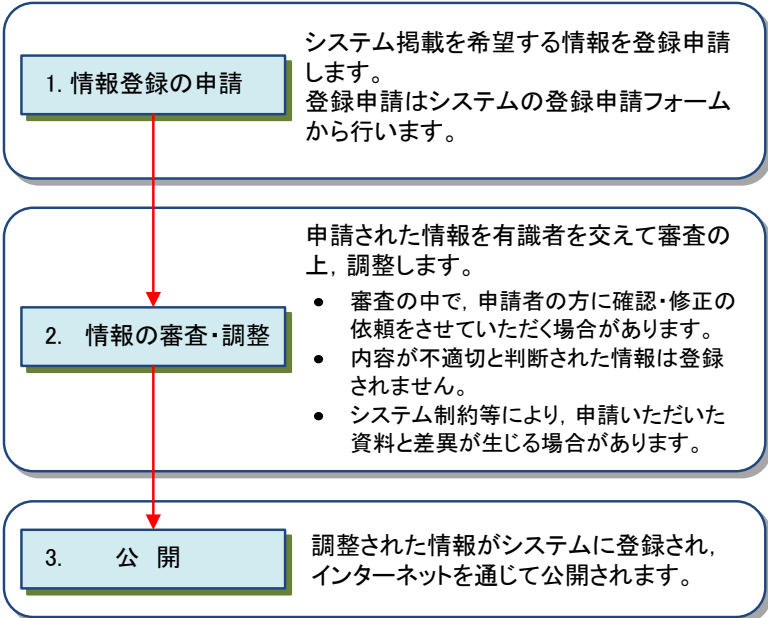 1. 情報登録の申請
システム掲載を希望する情報を登録申請
します。
登録申請はシステムの登録申請フォーム
から行います。
2. 情報の審査・調整
申請された情報を有識者を交えて審査の
上, 調整します。
● 審査の中で, 申請者の方に確認・修正の
依頼をさせていただく場合があります。
● 内容が不適切と判断された情報は登録
されません。
● システム制約等により, 申請いただいた
資料と差異が生じる場合があります。
3. 公 開
調整された情報がシステムに登録され,
インターネットを通じて公開されます。